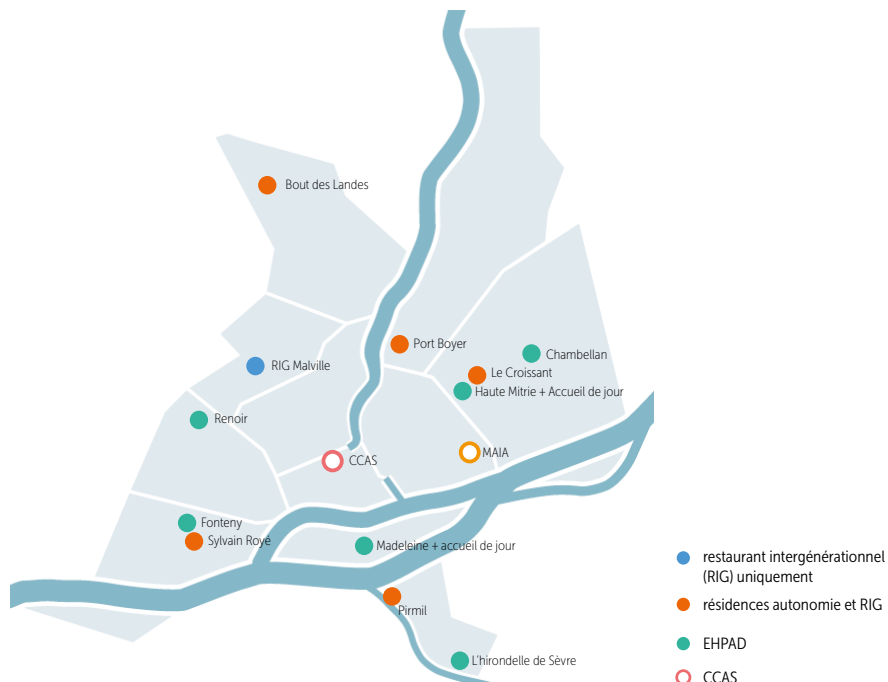 Bout des Landes
Port Boyer
Chambellan
RIG Malville
Le Croissant
Haute Mitrie + Accueil de jour
Renoir
MAIA
CCAS
Fonteny
Sylvain Royé
Madeleine + accueil de jour
Pirmil
L'hirondelle de Sèvre
restaurant intergénérationnel
(RIG) uniquement
résidences autonomie et RIG
EHPAD
CCAS